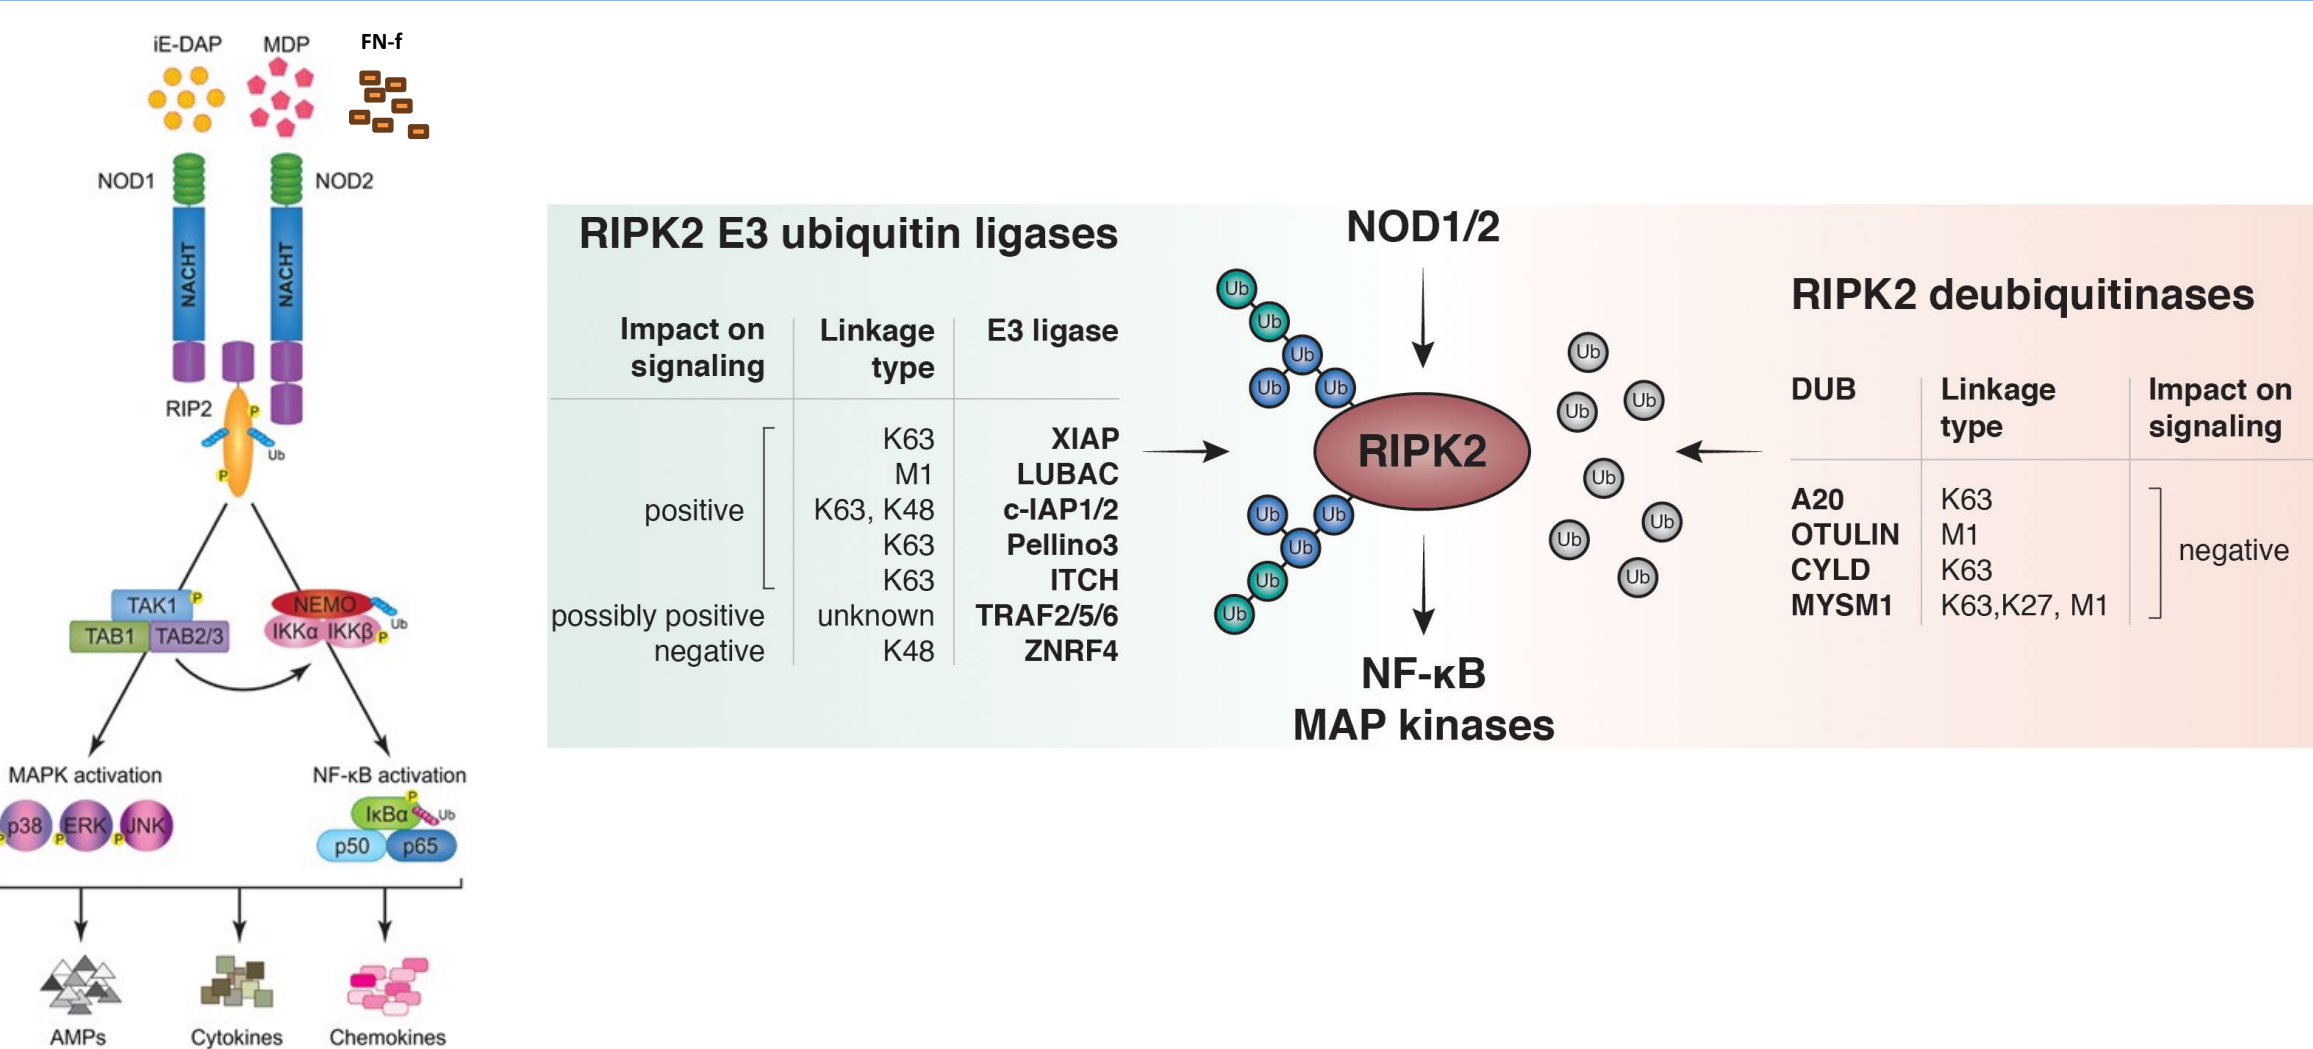 iE-DAP MDP FN-f
NOD1 NOD2
NACHT NACHT
RIP2
P
Ub
P
TAK1 P
TAB1 TAB2/3
NEMO
IKKα IKKβ P
Ub
MAPK activation
p38 ERK JNK
P P P
NF-κB activation
P
IκBα Ub
p50 p65
AMPs Cytokines Chemokines
RIPK2 E3 ubiquitin ligases
Impact on signaling Linkage type E3 ligase
positive
K63 XIAP
M1 LUBAC
K63, K48 c-IAP1/2
K63 Pellino3
K63 ITCH
possibly positive unknown TRAF2/5/6
negative K48 ZNRF4
NOD1/2
Ub
Ub
Ub
Ub Ub
RIPK2
Ub Ub
Ub
Ub
Ub
NF-κB
MAP kinases
Ub
Ub
Ub
Ub
Ub
Ub
Ub
RIPK2 deubiquitinases
DUB Linkage type Impact on signaling
A20 K63
OTULIN M1
CYLD K63
MYSM1 K63,K27, M1
negative